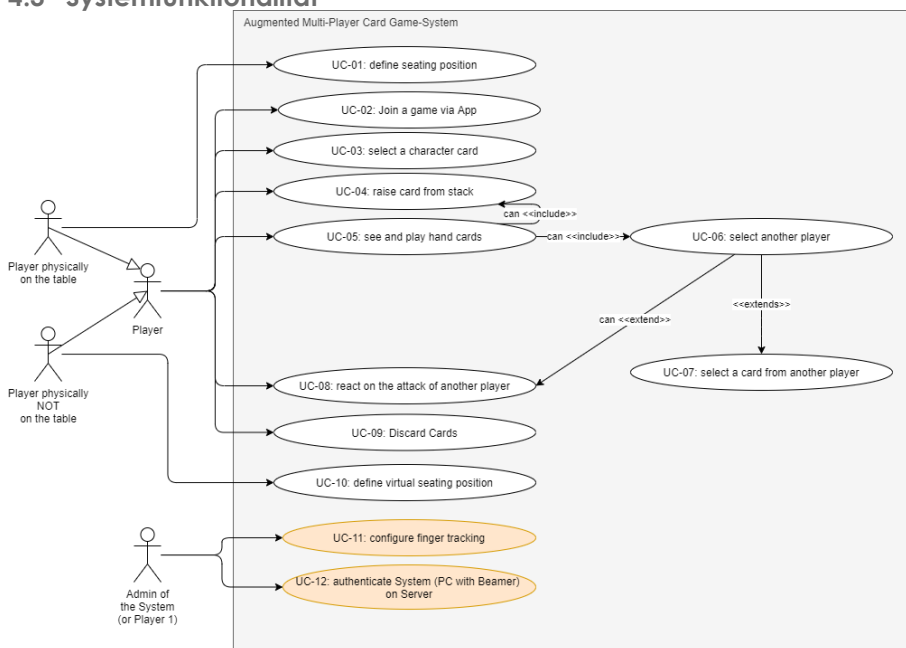 4.3 Systemfunktionalität
Augmented Multi-Player Card Game-System
UC-01: define seating position
UC-02: Join a game via App
UC-03: select a character card
UC-04: raise card from stack
can <<include>>
UC-05: see and play hand cards
can <<include>>
UC-06: select another player
Player physically
on the table
Player
<<extends>>
can <<extend>>
UC-07: select a card from another player
UC-08: react on the attack of another player
Player physically
NOT
on the table
UC-09: Discard Cards
UC-10: define virtual seating position
UC-11: configure finger tracking
UC-12: authenticate System (PC with Beamer)
on Server
Admin of
the System
(or Player 1)